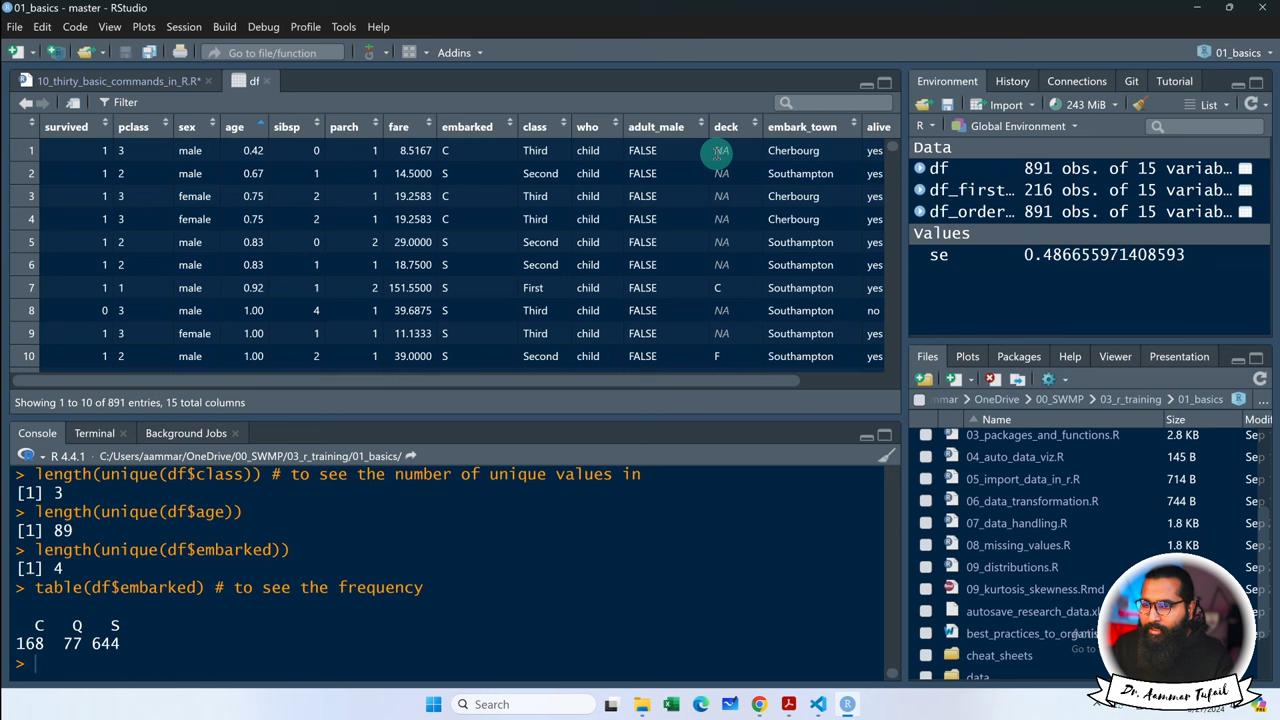 01_basics - master - RStudio
File Edit Code View Plots Session Build Debug Profile Tools Help
Go to file/function Addins 01_basics
10_thirty_basic_commands_in_R.R* df
Filter
survived pclass sex age sibsp parch fare embarked class who adult_male deck embark_town alive
1 1 3 male 0.42 0 1 8.5167 C Third child FALSE NA Cherbourg yes
2 1 2 male 0.67 1 1 14.5000 S Second child FALSE NA Southampton yes
3 1 3 female 0.75 2 1 19.2583 C Third child FALSE NA Cherbourg yes
4 1 3 female 0.75 2 1 19.2583 C Third child FALSE NA Cherbourg yes
5 1 2 male 0.83 0 2 29.0000 S Second child FALSE NA Southampton yes
6 1 2 male 0.83 1 1 18.7500 S Second child FALSE NA Southampton yes
7 1 1 male 0.92 1 2 151.5500 S First child FALSE C Southampton yes
8 0 3 male 1.00 4 1 39.6875 S Third child FALSE NA Southampton no
9 1 3 female 1.00 1 1 11.1333 S Third child FALSE NA Southampton yes
10 1 2 male 1.00 2 1 39.0000 S Second child FALSE F Southampton yes
Showing 1 to 10 of 891 entries, 15 total columns
Console Terminal Background Jobs
R 4.4.1 · C:/Users/aammar/OneDrive/00_SWMP/03_r_training/01_basics/
> length(unique(df$class)) # to see the number of unique values in
[1] 3
> length(unique(df$age))
[1] 89
> length(unique(df$embarked))
[1] 4
> table(df$embarked) # to see the frequency
C Q S
168 77 644
>
Environment History Connections Git Tutorial
Import 243 MiB List
R Global Environment
Data
df 891 obs. of 15 variab…
df_first… 216 obs. of 15 variab…
df_order… 891 obs. of 15 variab…
Values
se 0.486655971408593
Files Plots Packages Help Viewer Presentation
mmar OneDrive 00_SWMP 03_r_training 01_basics ...
Name Size Modif
03_packages_and_functions.R 2.8 KB Sep
04_auto_data_viz.R 145 B Sep
05_import_data_in_r.R 714 B Sep
06_data_transformation.R 744 B Sep
07_data_handling.R 1.8 KB Sep
08_missing_values.R 1.8 KB Sep
09_distributions.R
09_kurtosis_skewness.Rmd
autosave_research_data.xl
best_practices_to_organi
Go to
cheat_sheets
data
Dr. Aammar Tufail
Search